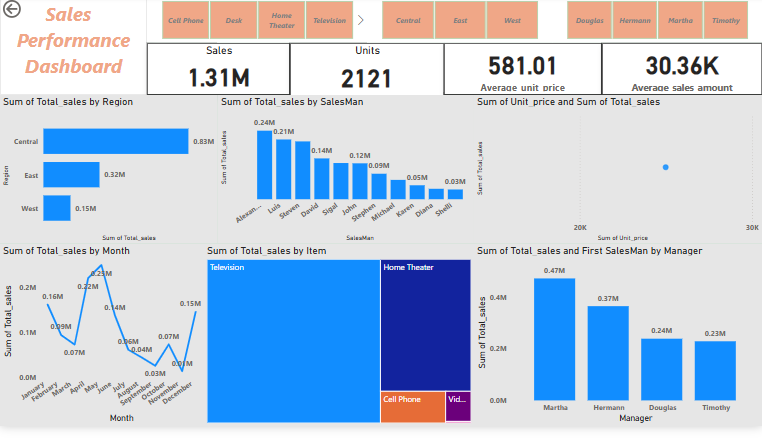 Sales
Performance
Dashboard
Cell Phone
Desk
Home
Theater
Television
Central
East
West
Douglas
Hermann
Martha
Timothy
Sales
1.31M
Units
2121
581.01
Average unit price
30.36K
Average sales amount
Sum of Total_sales by Region
Region
Central
East
West
0.83M
0.32M
0.15M
Sum of Total_sales
Sum of Total_sales by SalesMan
Sum of Total_sales
0.24M
0.21M
0.14M
0.12M
0.09M
0.05M
0.03M
Alexan...
Luis
Steven
David
Sigal
John
Stephen
Michael
Karen
Diana
Shelli
SalesMan
Sum of Unit_price and Sum of Total_sales
Sum of Total_sales
20K
30K
Sum of Unit_price
Sum of Total_sales by Month
Sum of Total_sales
0.2M
0.1M
0.0M
0.16M
0.09M
0.07M
0.22M
0.25M
0.14M
0.06M
0.04M
0.03M
0.07M
0.01M
0.15M
January
February
March
April
May
June
July
August
September
October
November
December
Month
Sum of Total_sales by Item
Television
Home Theater
Cell Phone
Vid...
Sum of Total_sales and First SalesMan by Manager
Sum of Total_sales
0.4M
0.2M
0.0M
0.47M
0.37M
0.24M
0.23M
Martha
Hermann
Douglas
Timothy
Manager